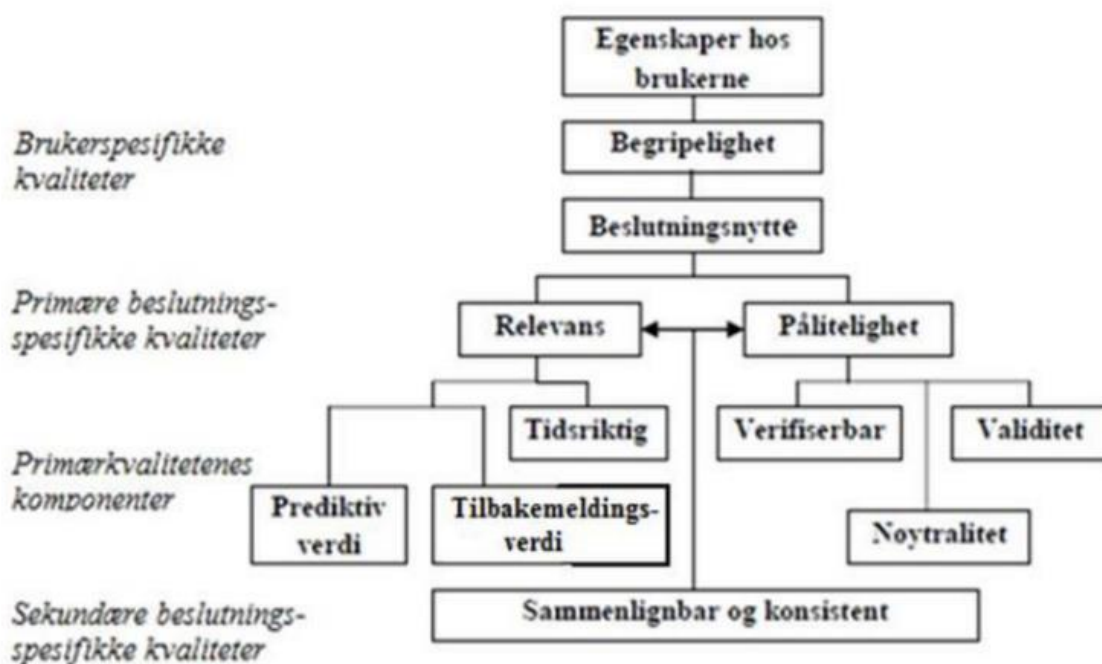 Egenskaper hos
brukerne
Brukerspesifikke
kvaliteter
Begripelighet
Beslutningsnytte
Primære beslutnings-
spesifikke kvaliteter
Relevans
Pålitelighet
Tidsriktig
Verifiserbar
Validitet
Primærkvalitetenes
komponenter
Prediktiv
verdi
Tilbakemeldings-
verdi
Nøytralitet
Sekundære beslutnings-
spesifikke kvaliteter
Sammenlignbar og konsistent